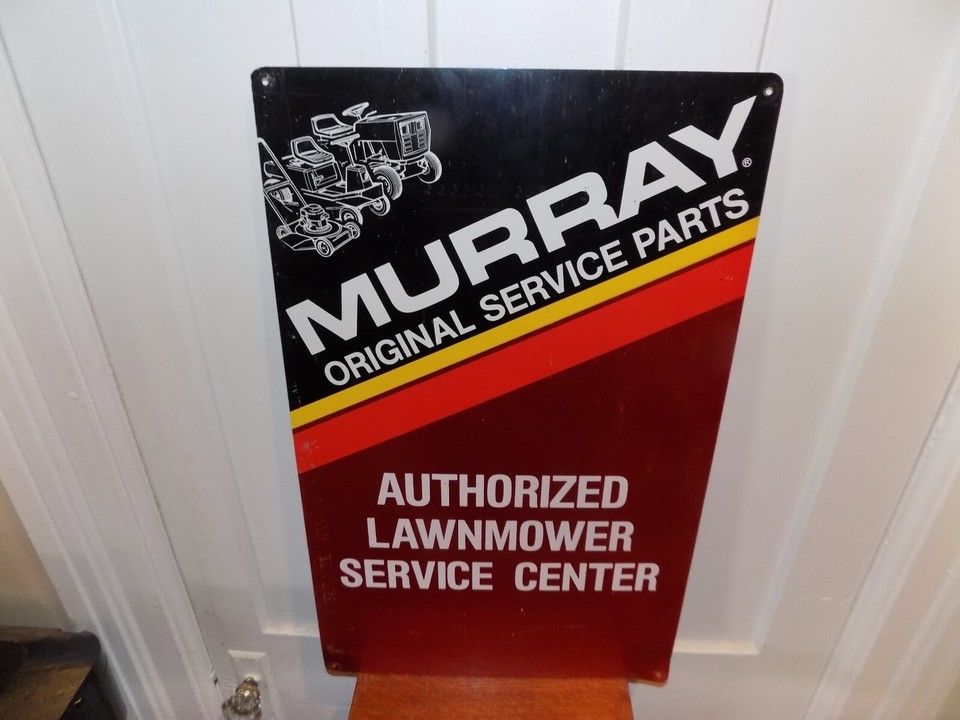 MURRAY®
ORIGINAL SERVICE PARTS
AUTHORIZED
LAWNMOWER
SERVICE CENTER